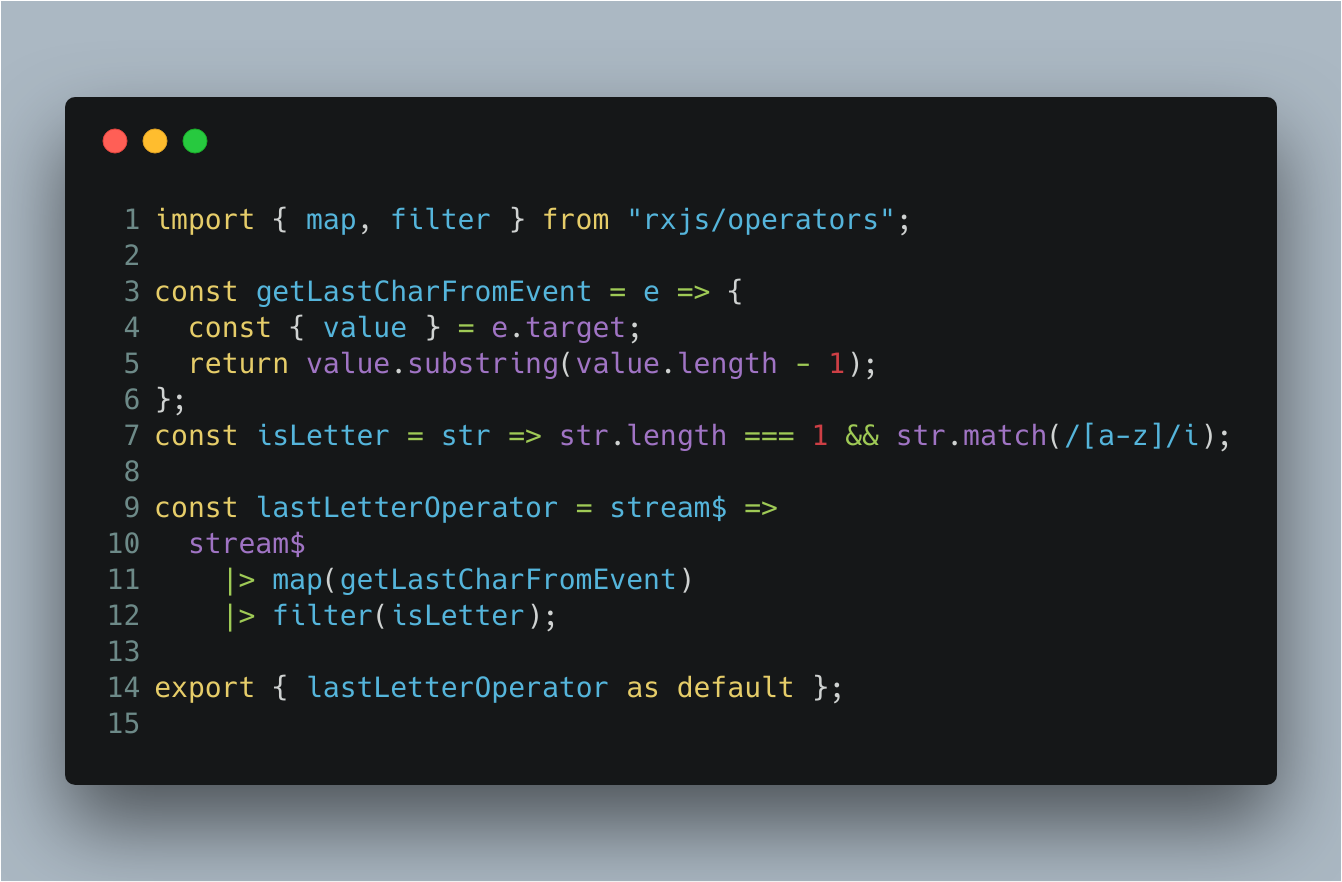 1 import { map, filter } from "rxjs/operators";
2
3 const getLastCharFromEvent = e => {
4   const { value } = e.target;
5   return value.substring(value.length - 1);
6 };
7 const isLetter = str => str.length === 1 && str.match(/[a-z]/i);
8
9 const lastLetterOperator = stream$ =>
10   stream$
11     |> map(getLastCharFromEvent)
12     |> filter(isLetter);
13
14 export { lastLetterOperator as default };
15